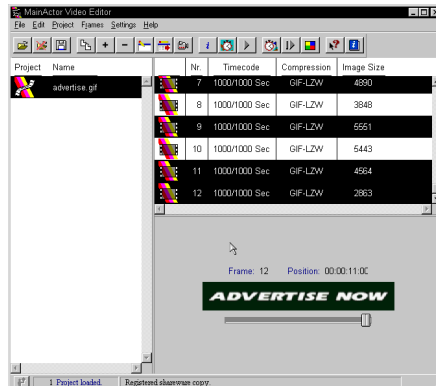 MainActor Video Editor
File Edit Project Frames Settings Help
Project Name
advertise.gif
Nr. Timecode Compression Image Size
7 1000/1000 Sec GIF-LZW 4890
8 1000/1000 Sec GIF-LZW 3848
9 1000/1000 Sec GIF-LZW 5551
10 1000/1000 Sec GIF-LZW 5443
11 1000/1000 Sec GIF-LZW 4564
12 1000/1000 Sec GIF-LZW 2863
Frame: 12 Position: 00:00:11:00
ADVERTISE NOW
1 Project loaded. Registered shareware copy.